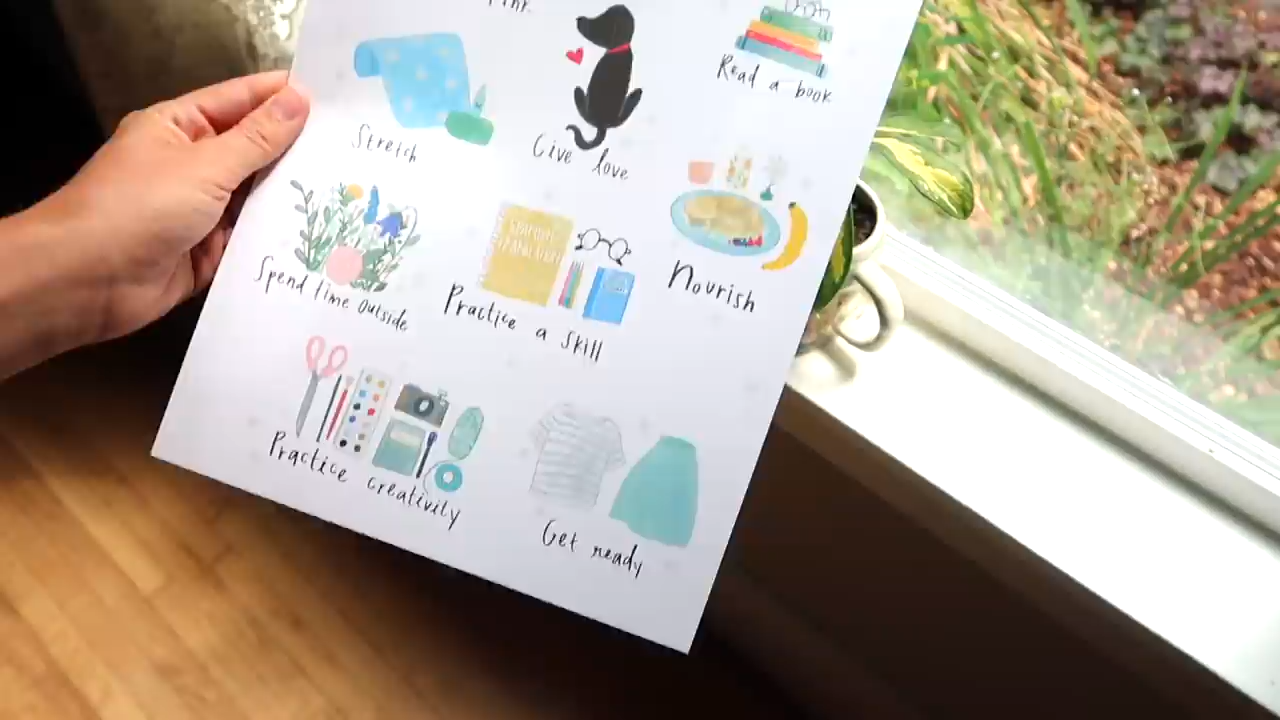 Read a book
Stretch
Give love
Nourish
Spend time outside
Practice a skill
Practice creativity
Get ready